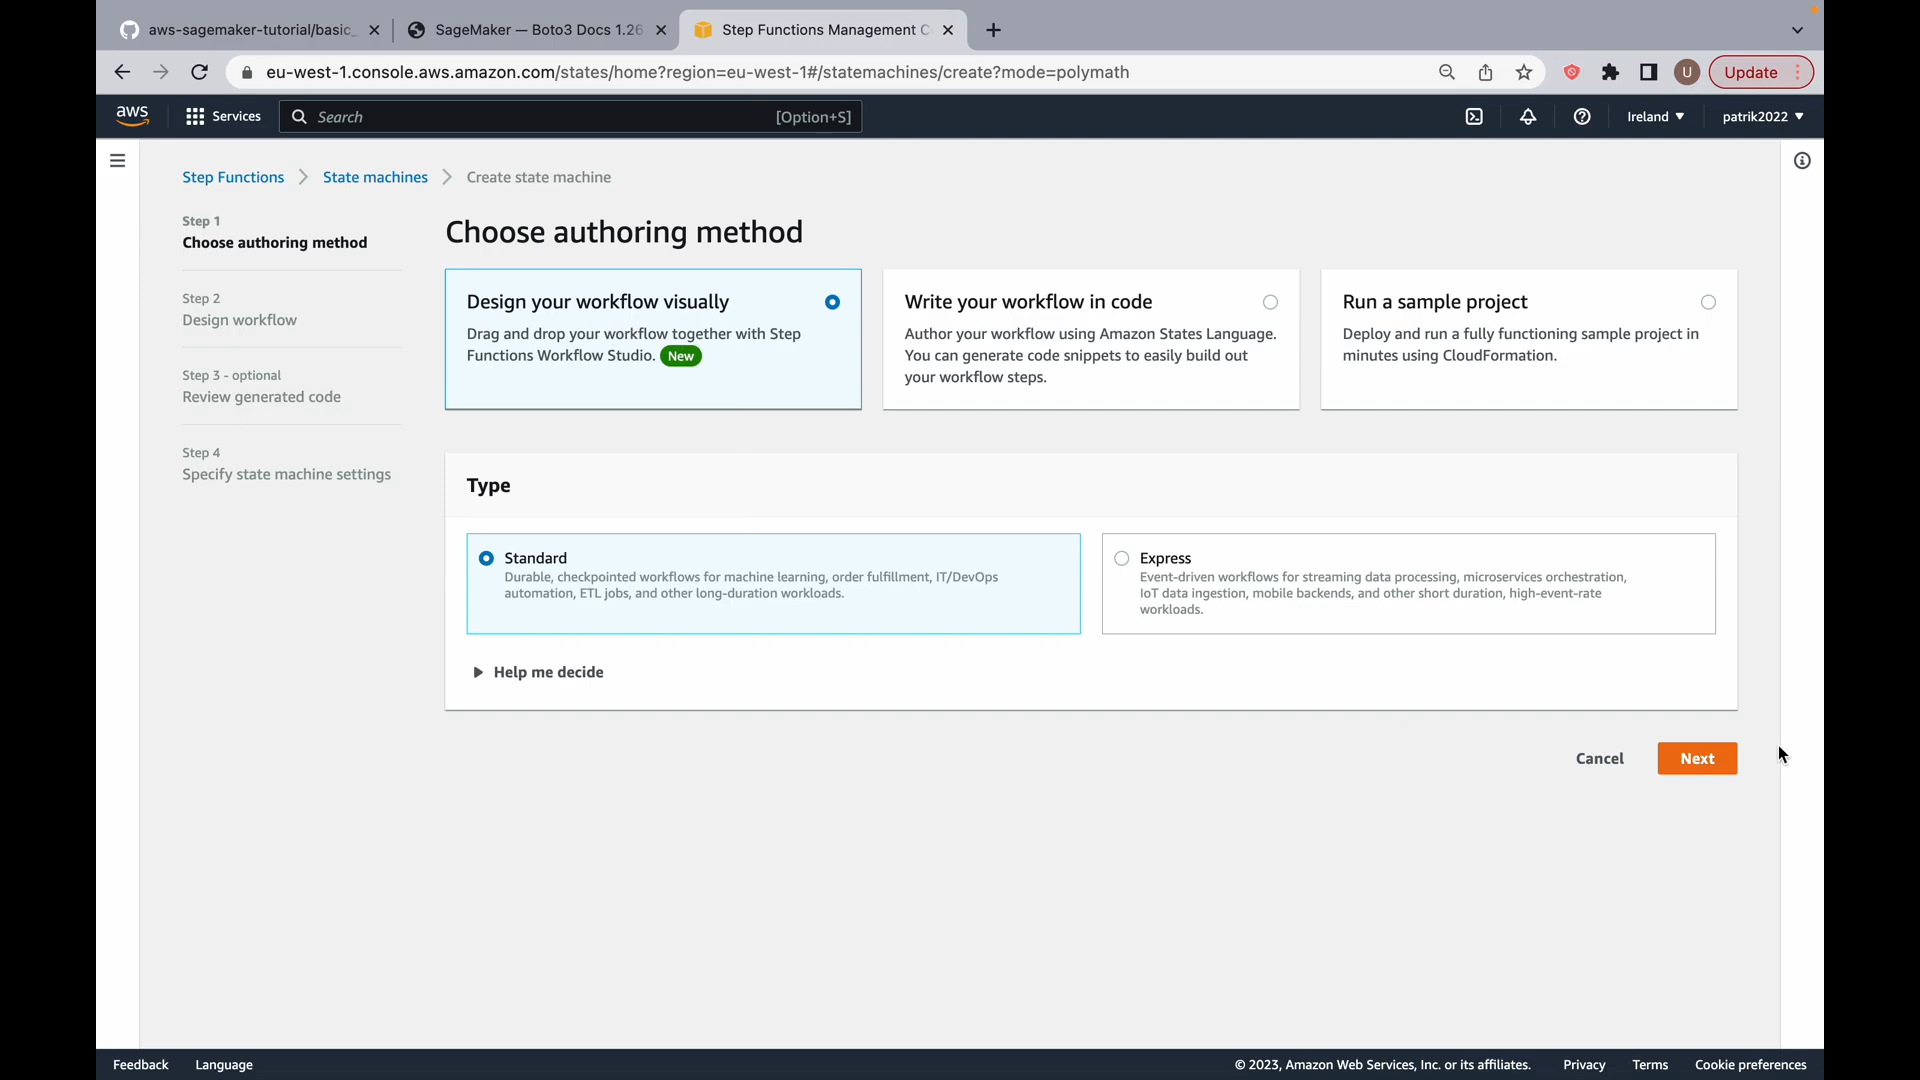 aws-sagemaker-tutorial/basic_
SageMaker — Boto3 Docs 1.26
Step Functions Management C
eu-west-1.console.aws.amazon.com/states/home?region=eu-west-1#/statemachines/create?mode=polymath
U
Update
aws
Services
Search
[Option+S]
Ireland
patrik2022
Step Functions
State machines
Create state machine
Step 1
Choose authoring method
Step 2
Design workflow
Step 3 - optional
Review generated code
Step 4
Specify state machine settings
Choose authoring method
Design your workflow visually
Drag and drop your workflow together with Step
Functions Workflow Studio. New
Write your workflow in code
Author your workflow using Amazon States Language.
You can generate code snippets to easily build out
your workflow steps.
Run a sample project
Deploy and run a fully functioning sample project in
minutes using CloudFormation.
Type
Standard
Durable, checkpointed workflows for machine learning, order fulfillment, IT/DevOps
automation, ETL jobs, and other long-duration workloads.
Express
Event-driven workflows for streaming data processing, microservices orchestration,
IoT data ingestion, mobile backends, and other short duration, high-event-rate
workloads.
Help me decide
Cancel
Next
Feedback
Language
© 2023, Amazon Web Services, Inc. or its affiliates.
Privacy
Terms
Cookie preferences